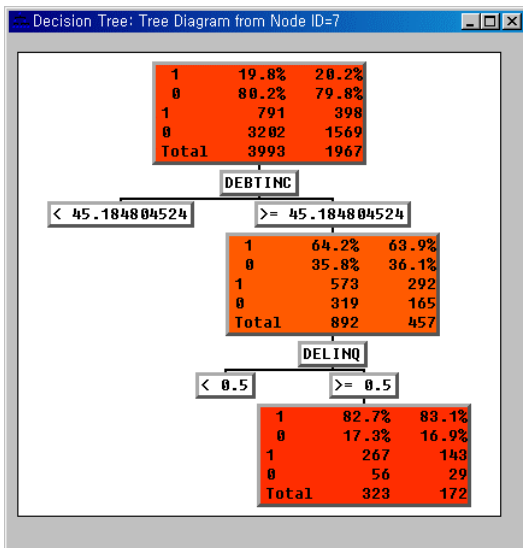 Decision Tree: Tree Diagram from Node ID=7
1 19.8% 20.2%
0 80.2% 79.8%
1 791 398
0 3202 1569
Total 3993 1967
DEBTINC
< 45.184804524 >= 45.184804524
1 64.2% 63.9%
0 35.8% 36.1%
1 573 292
0 319 165
Total 892 457
DELINQ
< 0.5 >= 0.5
1 82.7% 83.1%
0 17.3% 16.9%
1 267 143
0 56 29
Total 323 172